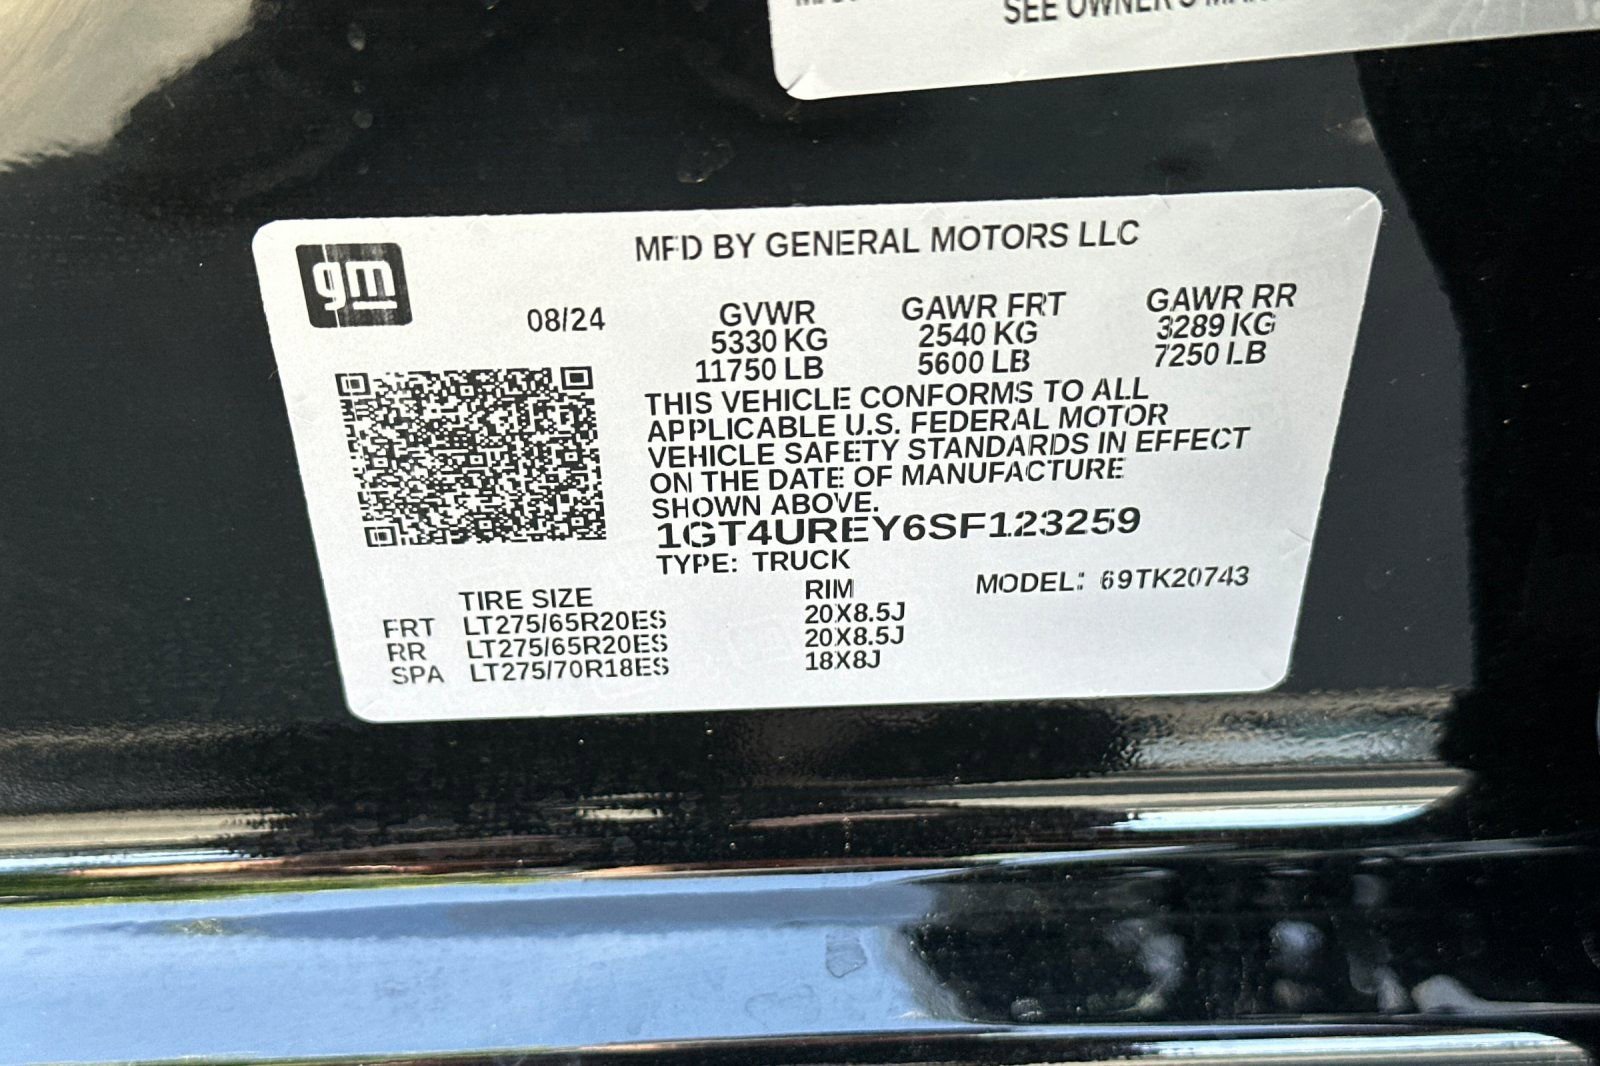 SEE OWNER'S
gm
MFD BY GENERAL MOTORS LLC
08/24
GVWR GAWR FRT GAWR RR
5330 KG 2540 KG 3289 KG
11750 LB 5600 LB 7250 LB
THIS VEHICLE CONFORMS TO ALL
APPLICABLE U.S. FEDERAL MOTOR
VEHICLE SAFETY STANDARDS IN EFFECT
ON THE DATE OF MANUFACTURE
SHOWN ABOVE.
1GT4UREY6SF123259
TYPE: TRUCK
MODEL: 69TK20743
TIRE SIZE RIM
FRT LT275/65R20ES 20X8.5J
RR LT275/65R20ES 20X8.5J
SPA LT275/70R18ES 18X8J